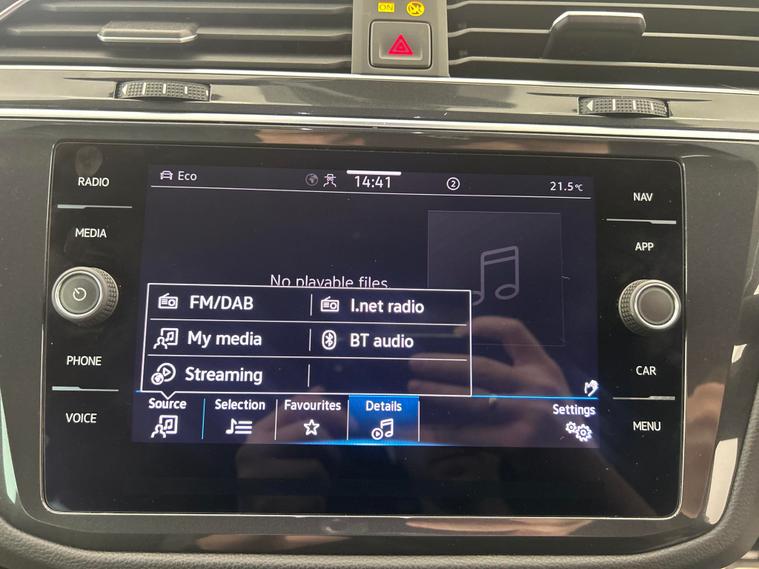 ON
RADIO
MEDIA
PHONE
VOICE
Eco
14:41
2
21.5°C
No playable files
FM/DAB
I.net radio
My media
BT audio
Streaming
Source
Selection
Favourites
Details
Settings
NAV
APP
CAR
MENU